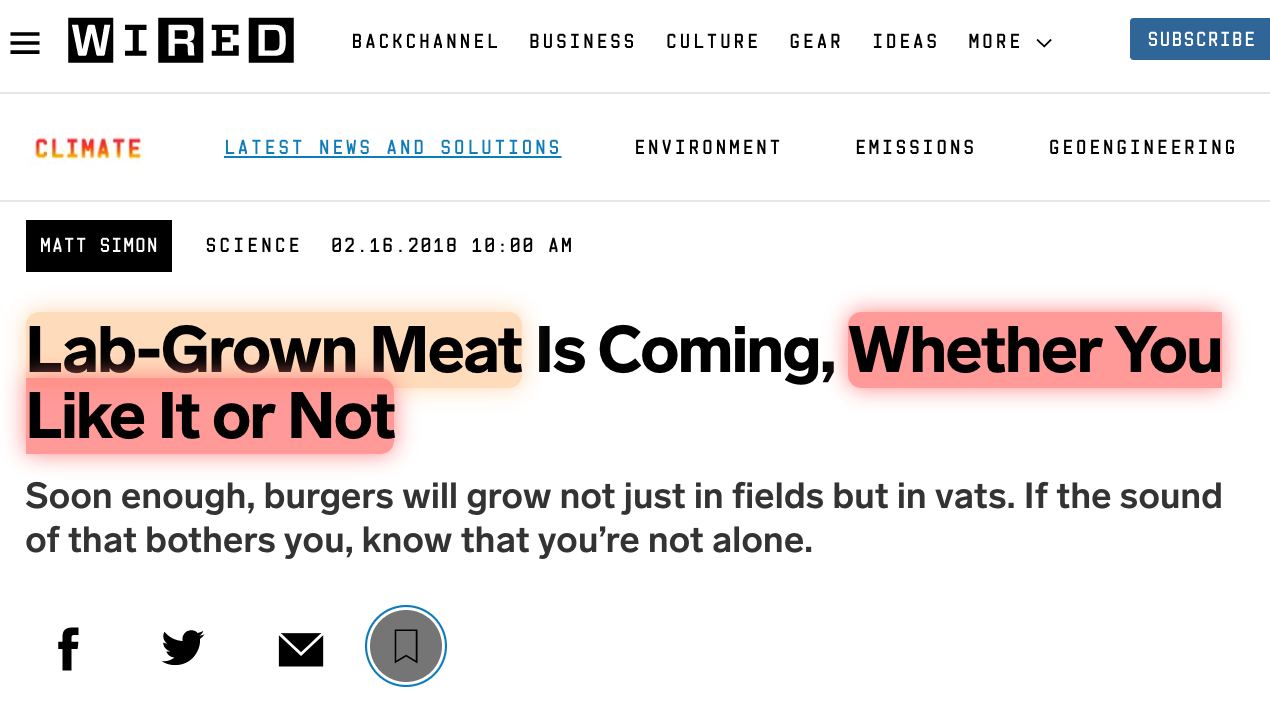 WIRED BACKCHANNEL BUSINESS CULTURE GEAR IDEAS MORE SUBSCRIBE
CLIMATE LATEST NEWS AND SOLUTIONS ENVIRONMENT EMISSIONS GEOENGINEERING
MATT SIMON SCIENCE 02.16.2018 10:00 AM
Lab-Grown Meat Is Coming, Whether You
Like It or Not
Soon enough, burgers will grow not just in fields but in vats. If the sound
of that bothers you, know that you’re not alone.